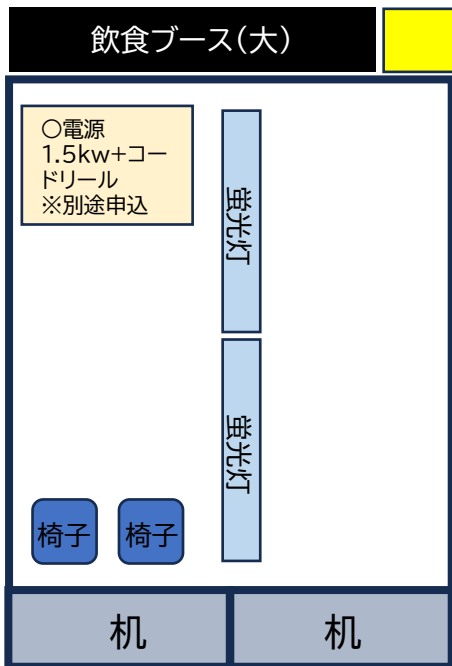 飲食ブース(大)
○電源
1.5kw+コー
ドリール
※別途申込
蛍光灯
蛍光灯
椅子
椅子
机
机